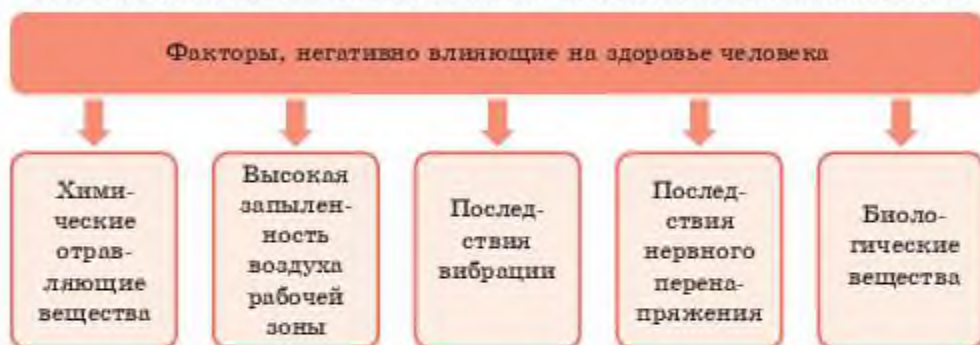 Факторы, негативно влияющие на здоровье человека
Хими-
ческие
отрав-
ляющие
вещества
Высокая
запылен-
ность
воздуха
рабочей
зоны
Послед-
ствия
вибрации
Послед-
ствия
нервного
перена-
пряжения
Биоло-
гические
вещества